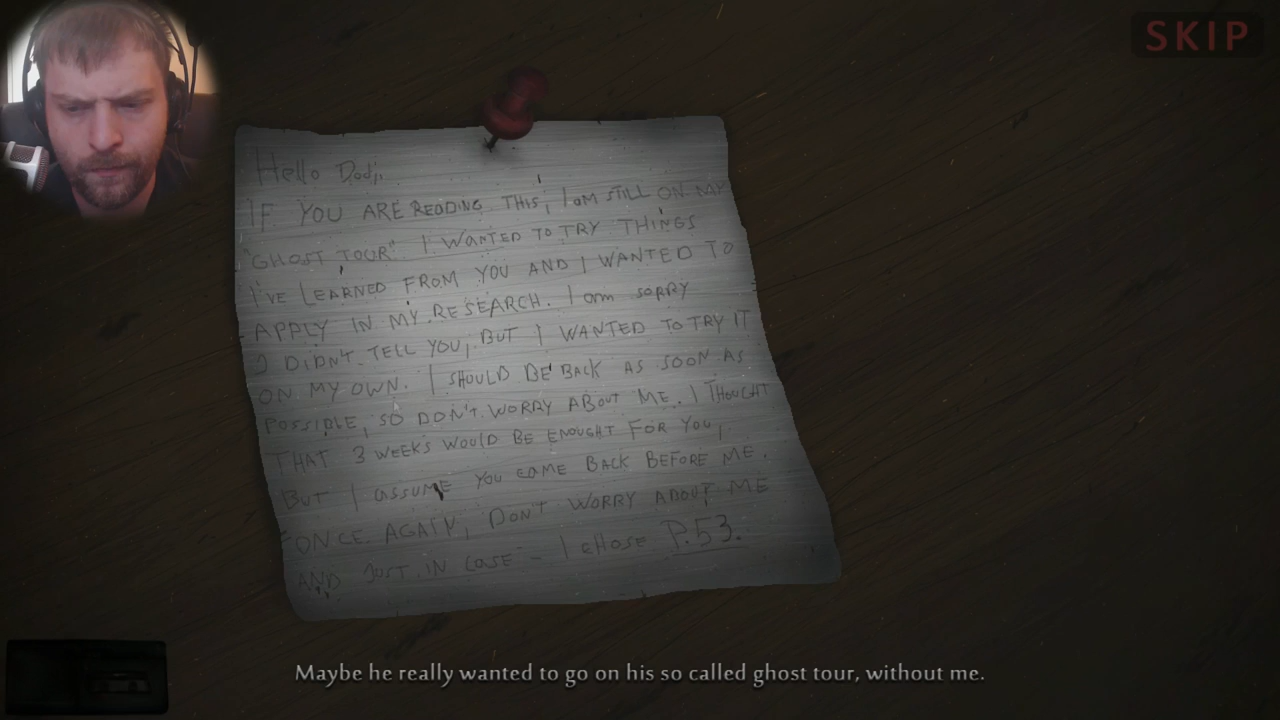 SKIP
Hello Dadi,
IF YOU ARE READING THIS, I am STILL ON MY
"GHOST TOUR". I WANTED TO TRY THINGS
I'VE LEARNED FROM YOU AND I WANTED TO
APPLY IN MY RESEARCH. I am sorry
I DIDN'T TELL YOU, BUT I WANTED TO TRY IT
ON MY OWN. I SHOULD BE BACK AS SOON AS
POSSIBLE, SO DON'T WORRY ABOUT ME. I THOUGHT
THAT 3 WEEKS WOULD BE ENOUGHT FOR YOU,
BUT I ASSUME YOU CAME BACK BEFORE ME.
ONCE AGAIN, DON'T WORRY ABOUT ME
AND JUST IN CASE - I CHOSE P.53.
Maybe he really wanted to go on his so called ghost tour, without me.